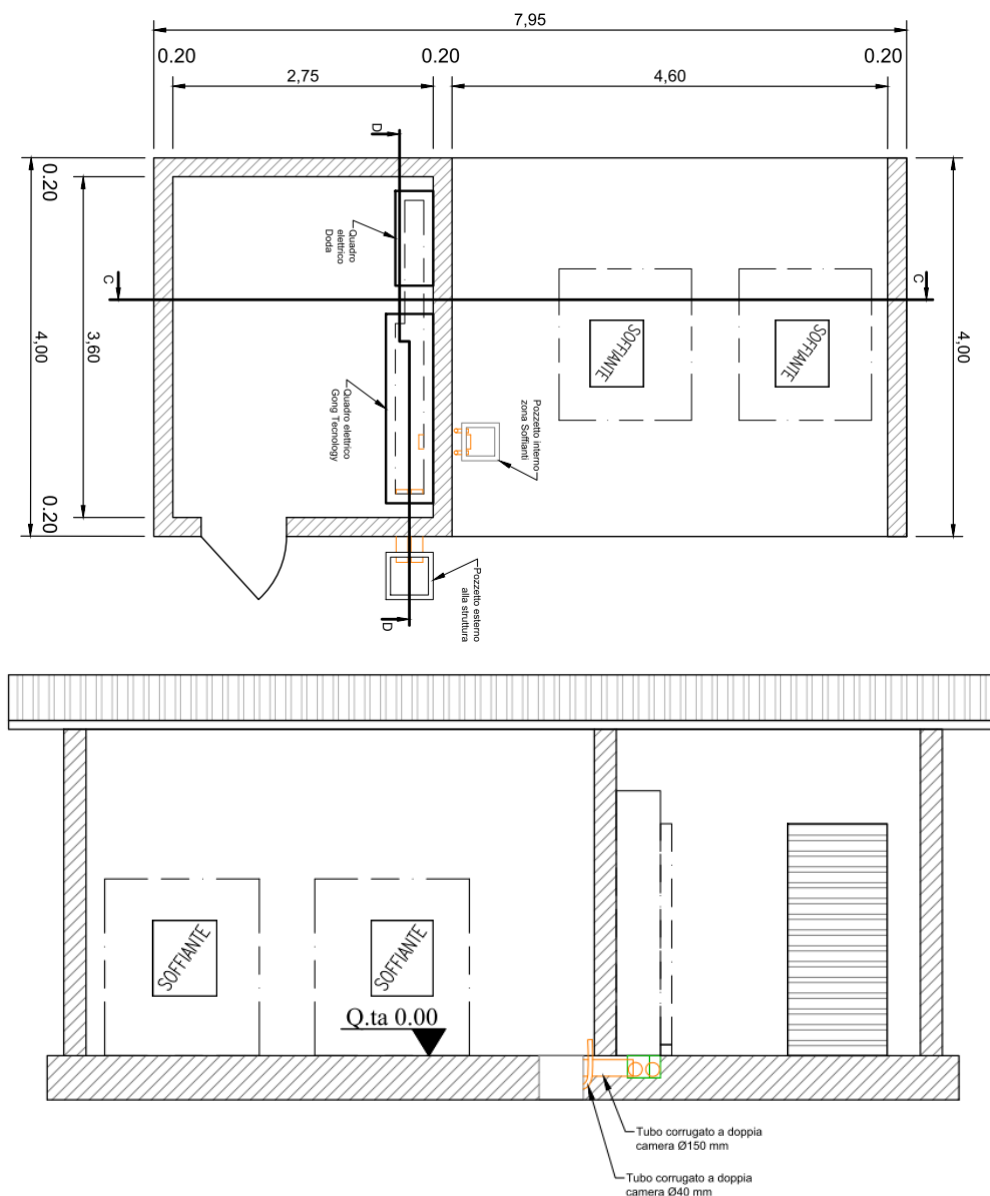 7,95
0.20
0.20
0.20
2,75
4,60
D
0.20
Quadro
elettrico
Doda
C
C
4,00
3,60
4,00
SOFFIANTE
SOFFIANTE
Quadro elettrico
Gong Tecnology
Pozzetto interno
zona Soffianti
0.20
Pozzetto esterno
alla struttura
D
SOFFIANTE
SOFFIANTE
Q.ta 0.00
Tubo corrugato a doppia
camera Ø150 mm
Tubo corrugato a doppia
camera Ø40 mm